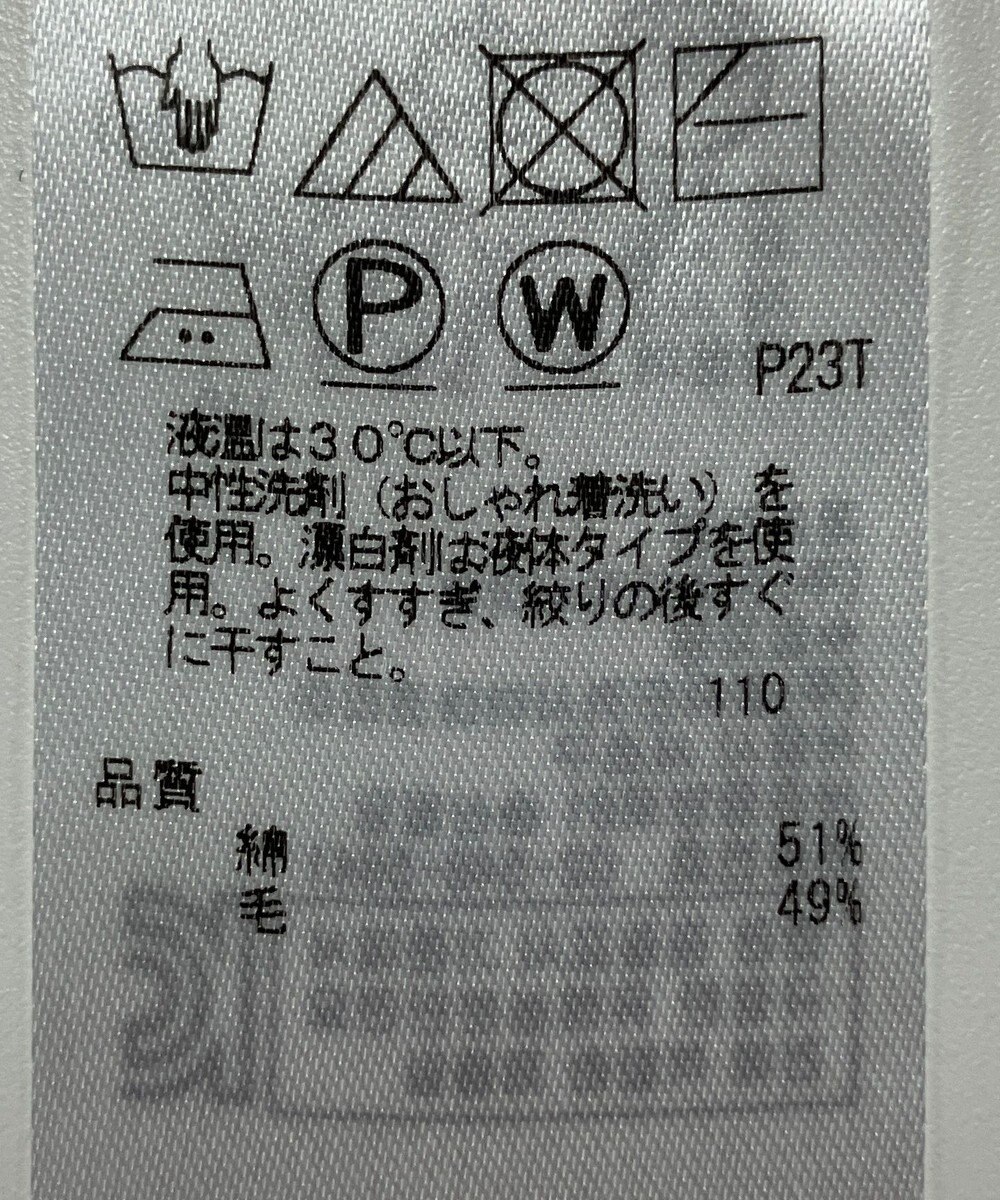 P
W
P23T
液温は30℃以下。
中性洗剤(おしゃれ着洗い)を
使用。漂白剤は液体タイプを使
用。よくすすぎ、絞りの後すぐ
に干すこと。
110
品質
綿 51%
毛 49%